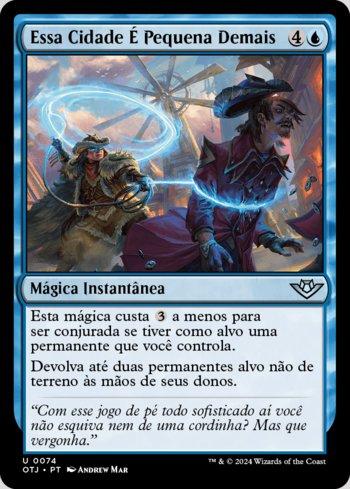 Essa Cidade É Pequena Demais 4
Mágica Instantânea
Esta mágica custa 3 a menos para
ser conjurada se tiver como alvo uma
permanente que você controla.
Devolva até duas permanentes alvo não de
terreno às mãos de seus donos.
“Com esse jogo de pé todo sofisticado aí você
não esquiva nem de uma cordinha? Mas que
vergonha.”
U 0074
OTJ • PT Andrew Mar
™ & © 2024 Wizards of the Coast